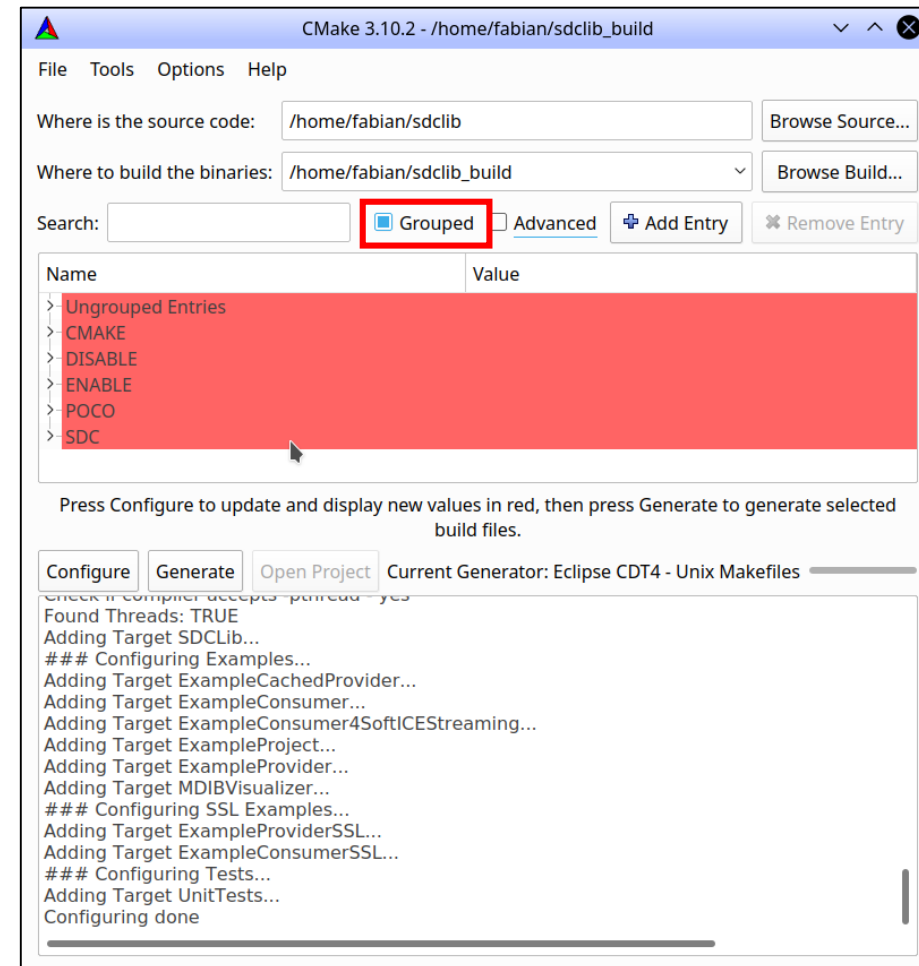 CMake 3.10.2 - /home/fabian/sdclib_build
File Tools Options Help
Where is the source code: /home/fabian/sdclib Browse Source...
Where to build the binaries: /home/fabian/sdclib_build Browse Build...
Search: Grouped Advanced Add Entry Remove Entry
Name Value
Ungrouped Entries
CMAKE
DISABLE
ENABLE
POCO
SDC
Press Configure to update and display new values in red, then press Generate to generate selected
build files.
Configure Generate Open Project Current Generator: Eclipse CDT4 - Unix Makefiles
Check if compiler accepts -pthread - yes
Found Threads: TRUE
Adding Target SDCLib...
### Configuring Examples...
Adding Target ExampleCachedProvider...
Adding Target ExampleConsumer...
Adding Target ExampleConsumer4SoftICEStreaming...
Adding Target ExampleProject...
Adding Target ExampleProvider...
Adding Target MDIBVisualizer...
### Configuring SSL Examples...
Adding Target ExampleProviderSSL...
Adding Target ExampleConsumerSSL...
### Configuring Tests...
Adding Target UnitTests...
Configuring done